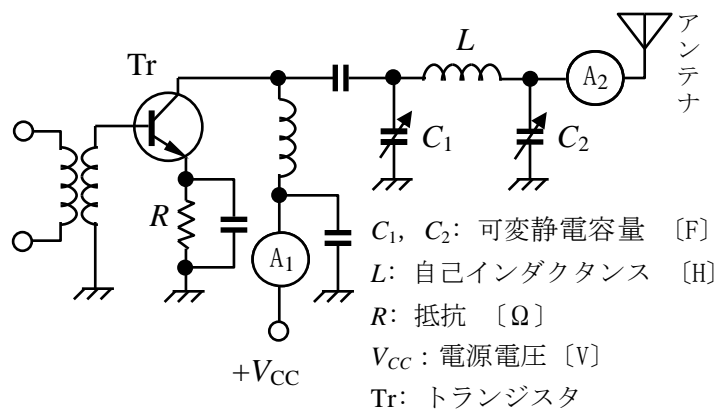 L
アンテナ
A₂
Tr
C₁
C₂
R
A₁
+V_CC
C₁, C₂: 可変静電容量 〔F〕
L: 自己インダクタンス 〔H〕
R: 抵抗 〔Ω〕
V_CC : 電源電圧〔V〕
Tr: トランジスタ